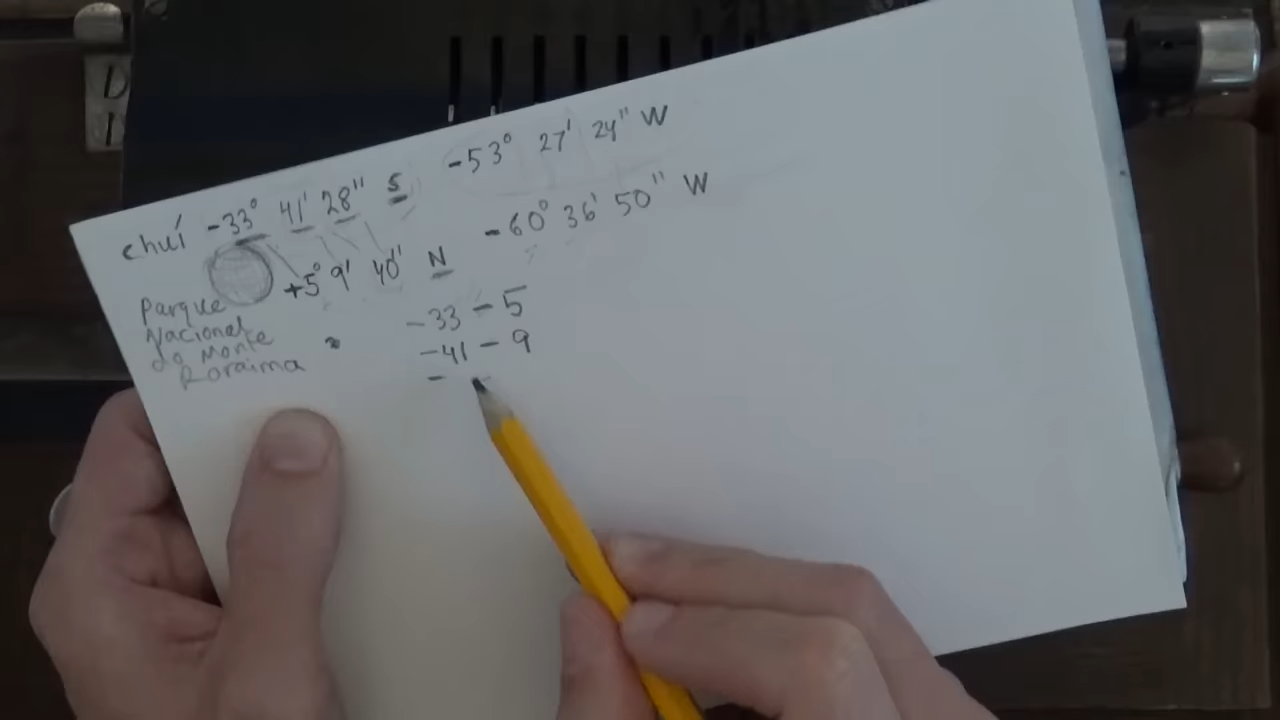 chuí -33° 41' 28" S -53° 27' 24" W
+5° 9' 40" N -60° 36' 50" W
Parque
Nacional
do Monte
Roraima
-33 - 5
-41 - 9
- -